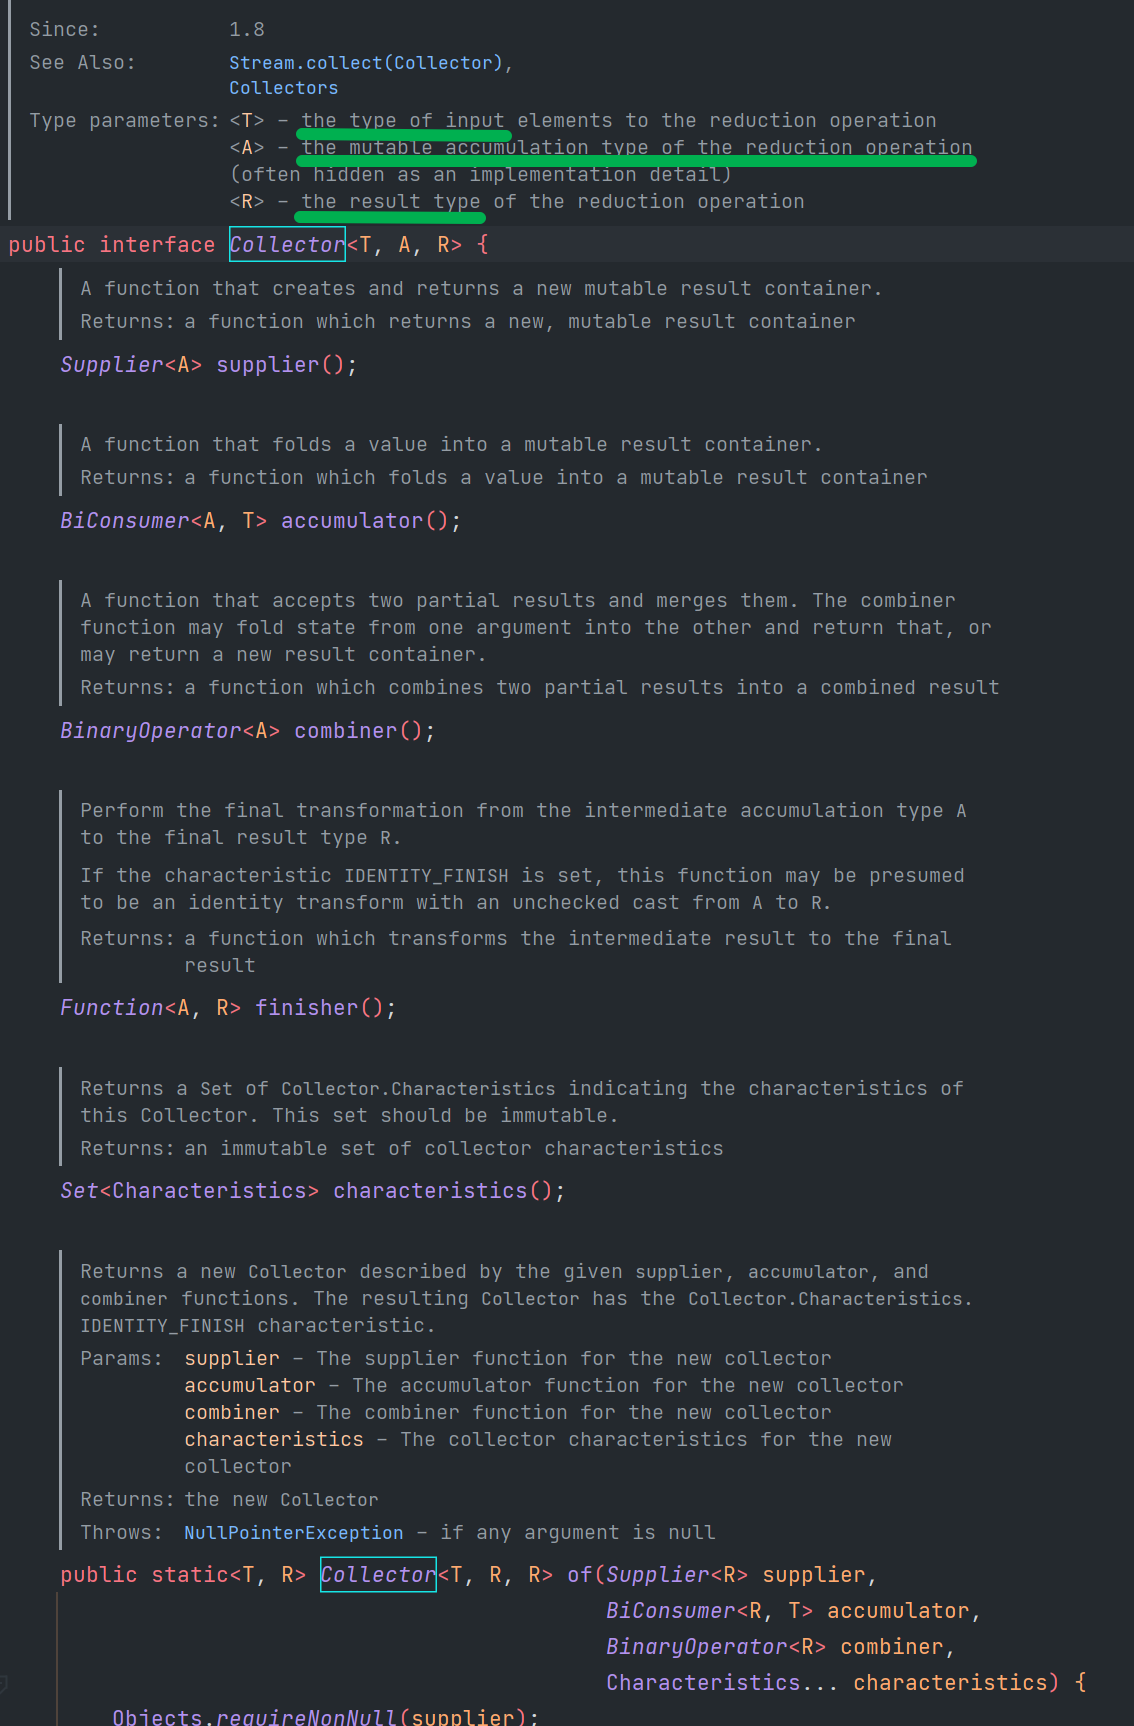 Since: 1.8
See Also: Stream.collect(Collector),
Collectors
Type parameters: <T> – the type of input elements to the reduction operation
<A> – the mutable accumulation type of the reduction operation
(often hidden as an implementation detail)
<R> – the result type of the reduction operation
public interface Collector<T, A, R> {
A function that creates and returns a new mutable result container.
Returns: a function which returns a new, mutable result container
Supplier<A> supplier();
A function that folds a value into a mutable result container.
Returns: a function which folds a value into a mutable result container
BiConsumer<A, T> accumulator();
A function that accepts two partial results and merges them. The combiner
function may fold state from one argument into the other and return that, or
may return a new result container.
Returns: a function which combines two partial results into a combined result
BinaryOperator<A> combiner();
Perform the final transformation from the intermediate accumulation type A
to the final result type R.
If the characteristic IDENTITY_FINISH is set, this function may be presumed
to be an identity transform with an unchecked cast from A to R.
Returns: a function which transforms the intermediate result to the final
result
Function<A, R> finisher();
Returns a Set of Collector.Characteristics indicating the characteristics of
this Collector. This set should be immutable.
Returns: an immutable set of collector characteristics
Set<Characteristics> characteristics();
Returns a new Collector described by the given supplier, accumulator, and
combiner functions. The resulting Collector has the Collector.Characteristics.
IDENTITY_FINISH characteristic.
Params: supplier – The supplier function for the new collector
accumulator – The accumulator function for the new collector
combiner – The combiner function for the new collector
characteristics – The collector characteristics for the new
collector
Returns: the new Collector
Throws: NullPointerException – if any argument is null
public static<T, R> Collector<T, R, R> of(Supplier<R> supplier,
BiConsumer<R, T> accumulator,
BinaryOperator<R> combiner,
Characteristics... characteristics) {
Objects.requireNonNull(supplier);